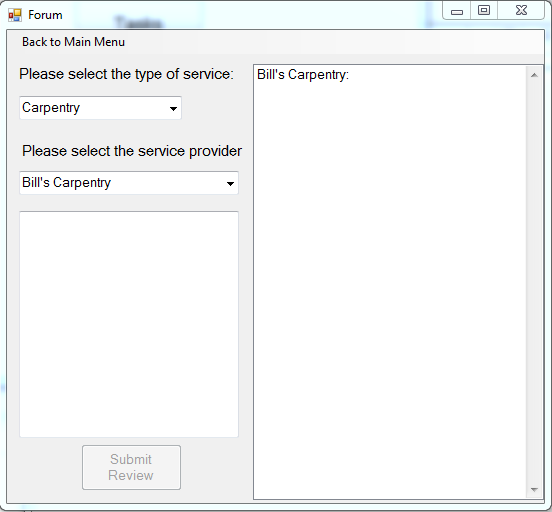 Forum
Back to Main Menu
Please select the type of service:
Carpentry
Please select the service provider
Bill's Carpentry
Submit
Review
Bill's Carpentry: